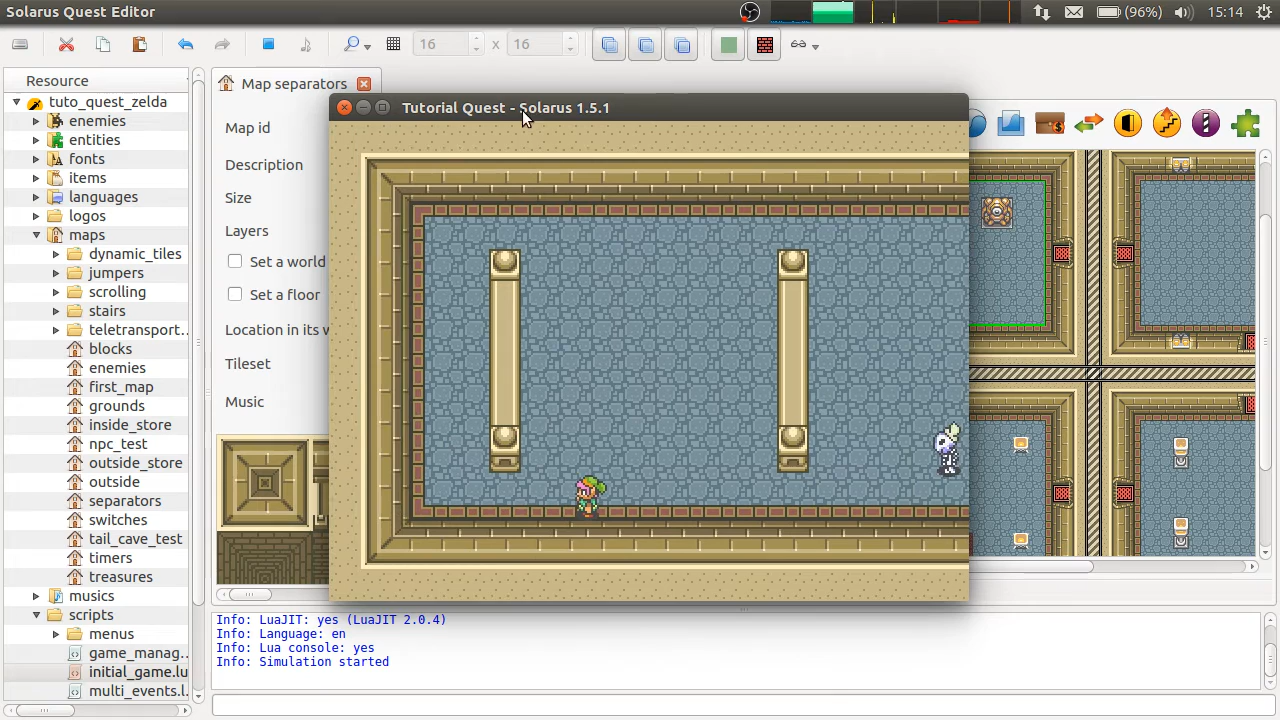 Solarus Quest Editor
(96%)
15:14
16
x
16
Resource
Map separators
tuto_quest_zelda
enemies
entities
fonts
items
languages
logos
maps
dynamic_tiles
jumpers
scrolling
stairs
teletransport...
blocks
enemies
first_map
grounds
inside_store
npc_test
outside_store
outside
separators
switches
tail_cave_test
timers
treasures
musics
scripts
menus
game_manag...
initial_game.lu
multi_events.l...
Map id
Description
Size
Layers
Set a world
Set a floor
Location in its w
Tileset
Music
Tutorial Quest - Solarus 1.5.1
Info: LuaJIT: yes (LuaJIT 2.0.4)
Info: Language: en
Info: Lua console: yes
Info: Simulation started